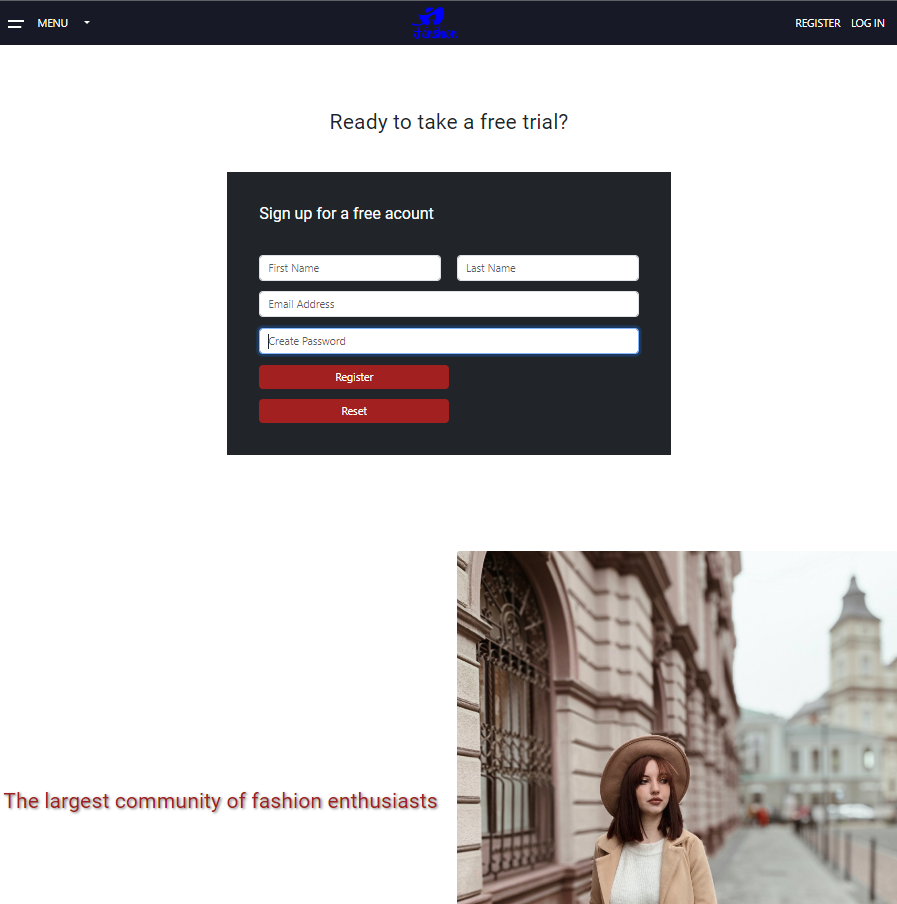 MENU
REGISTER LOG IN
Ready to take a free trial?
Sign up for a free acount
First Name
Last Name
Email Address
Create Password
Register
Reset
The largest community of fashion enthusiasts